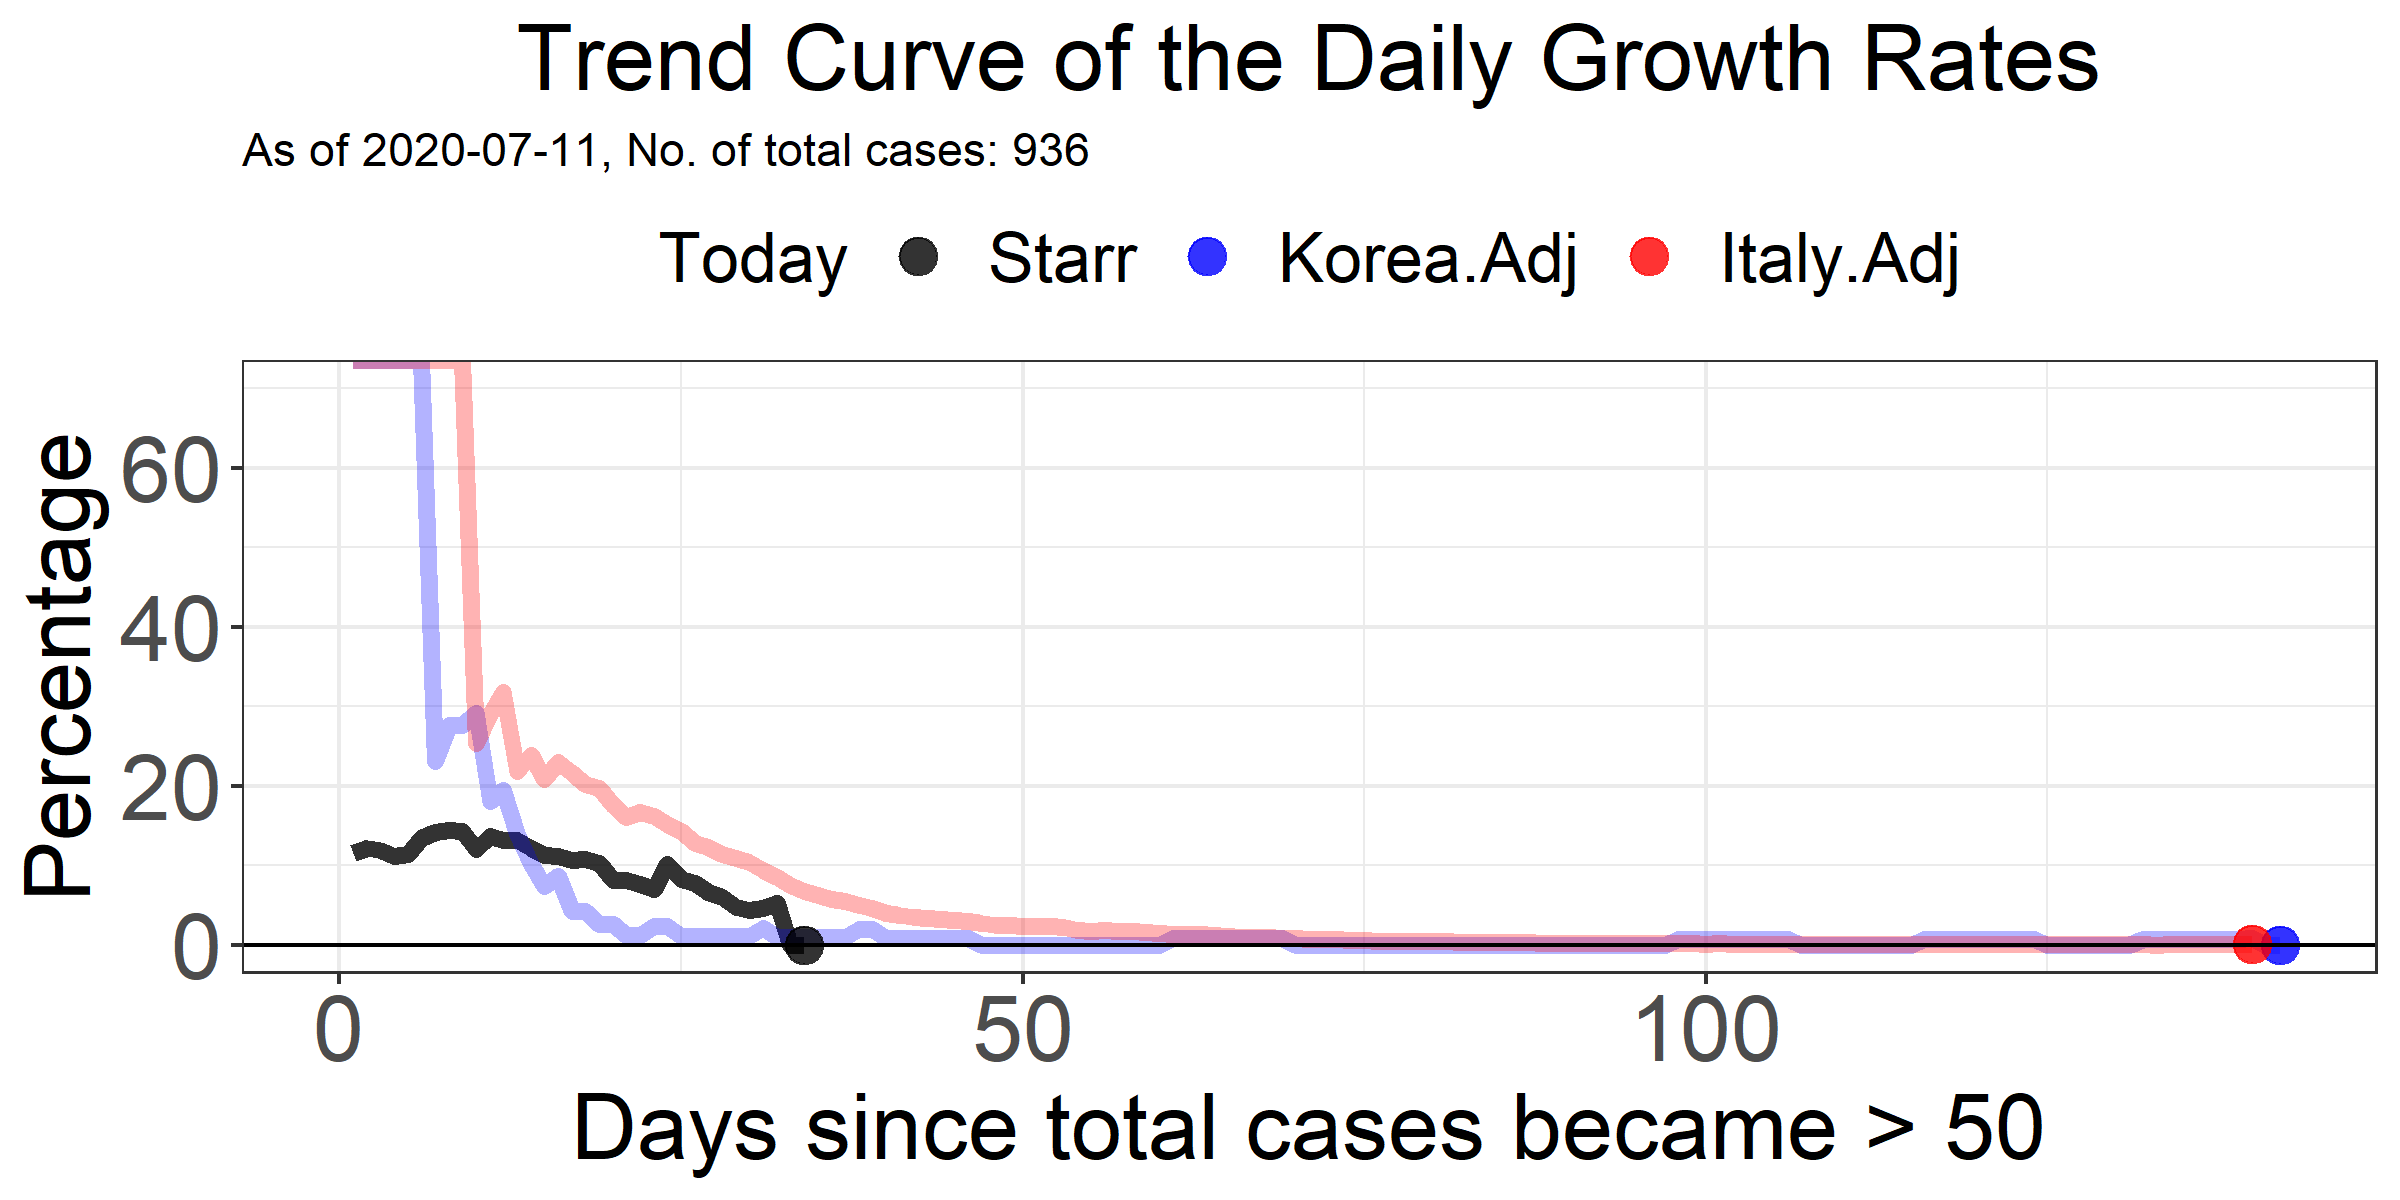 Trend Curve of the Daily Growth Rates
As of 2020-07-11, No. of total cases: 936
Today Starr Korea.Adj Italy.Adj
Percentage
60
40
20
0
0 50 100
Days since total cases became > 50